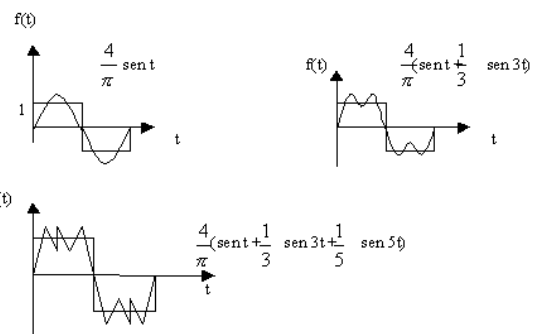 f(t)
4/π sen t
1
t
f(t)
4/π (sen t + 1/3 sen 3t)
t
t)
4/π (sen t + 1/3 sen 3t + 1/5 sen 5t)
t